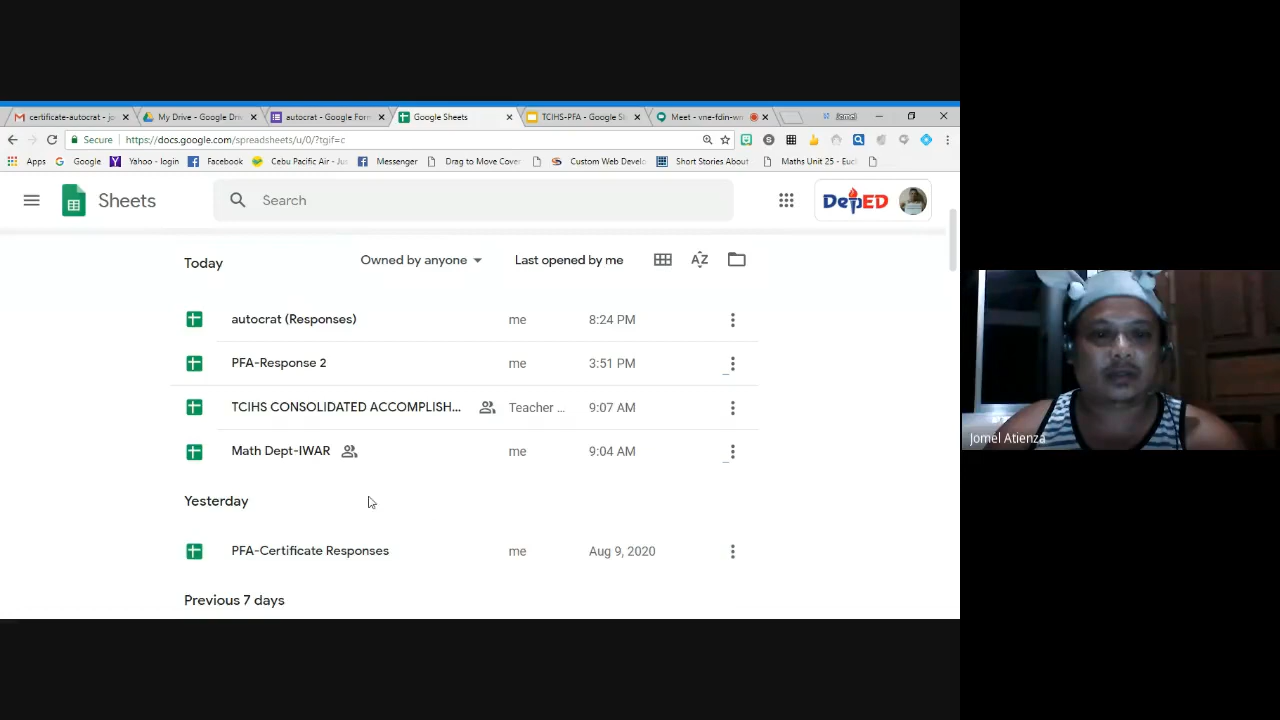 certificate-autocrat - jo
My Drive - Google Dri
autocrat - Google For
Google Sheets
TCIHS-PFA - Google Sl
Meet - vne-fdin-w
Jomel
Secure
https://docs.google.com/spreadsheets/u/0/?tgif=c
Apps
Google
Yahoo - login
Facebook
Cebu Pacific Air - Ju
Messenger
Drag to Move Cover
Custom Web Develo
Short Stories About
Maths Unit 25 - Eucl
Sheets
Search
DepED
Today
Owned by anyone
Last opened by me
AZ
autocrat (Responses) me 8:24 PM
PFA-Response 2 me 3:51 PM
TCIHS CONSOLIDATED ACCOMPLISH... Teacher ... 9:07 AM
Math Dept-IWAR me 9:04 AM
Yesterday
PFA-Certificate Responses me Aug 9, 2020
Previous 7 days
Jomel Atienza